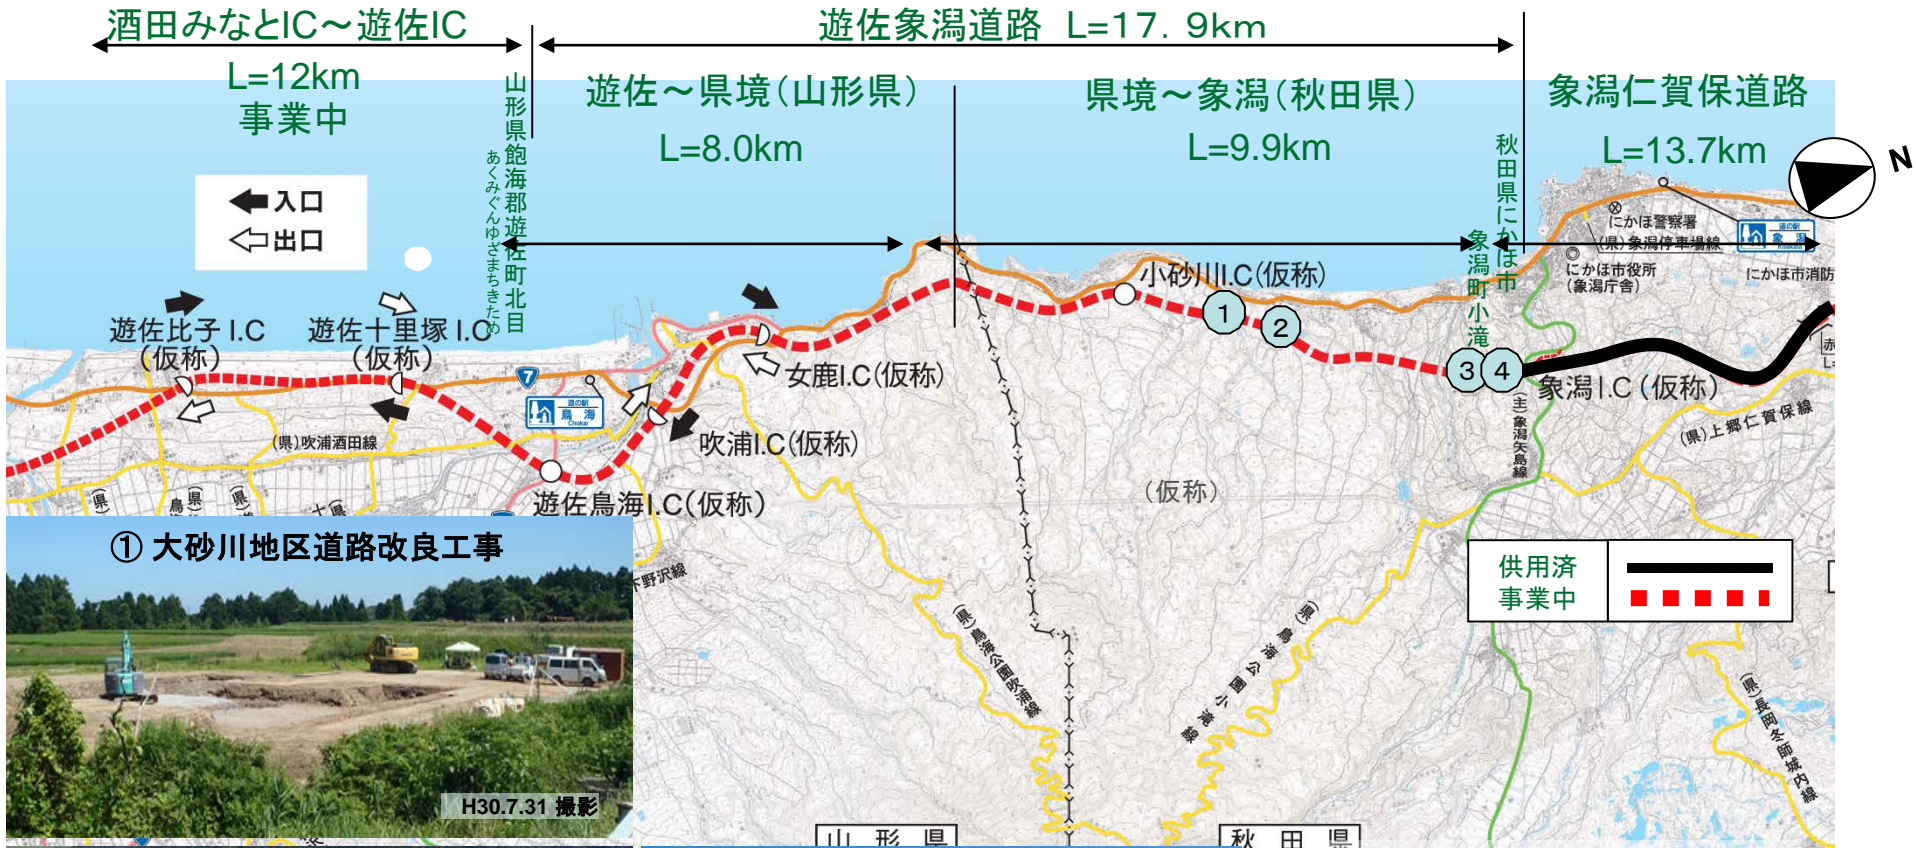 酒田みなとIC～遊佐IC
L=12km
事業中
遊佐象潟道路 L=17．9km
遊佐～県境(山形県)
L=8.0km
県境～象潟(秋田県)
L=9.9km
象潟仁賀保道路
L=13.7km
N
山形県飽海郡遊佐町北目
あくみぐんゆざまちきため
秋田県にかほ市
象潟町小滝
入口
出口
遊佐比子 I.C
(仮称)
遊佐十里塚 I.C
(仮称)
7
道の駅
鳥海
Chokai
女鹿I.C(仮称)
吹浦I.C(仮称)
遊佐鳥海I.C(仮称)
小砂川I.C(仮称)
1
2
3
4
象潟I.C(仮称)
(仮称)
にかほ警察署
(県)象潟停車場線
道の駅
象潟
Kisakata
にかほ市役所
(象潟庁舎)
にかほ市消防
(主)象潟矢島線
(県)上郷仁賀保線
(県)吹浦酒田線
(県)鳥海公園吹浦線
(県)鳥海公園小滝線
(県)長岡冬師城内線
供用済
事業中
① 大砂川地区道路改良工事
H30.7.31 撮影
山形県
秋田県